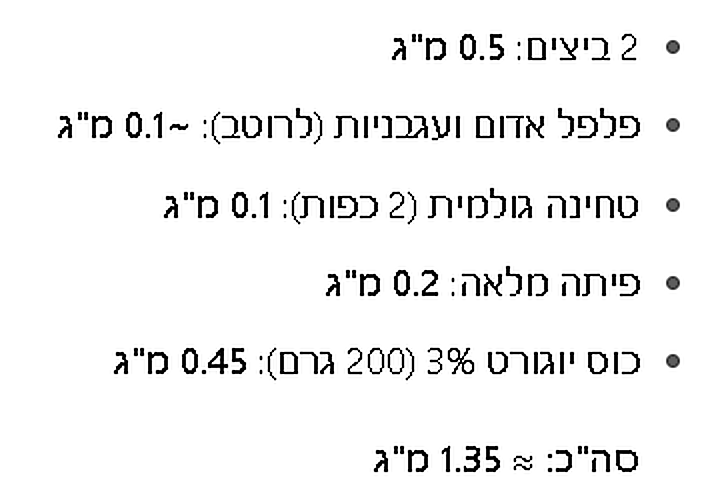 • 2 ביצים: 0.5 מ"ג
• פלפל אדום ועגבניות (לרוטב): ~0.1 מ"ג
• טחינה גולמית (2 כפות): 0.1 מ"ג
• פיתה מלאה: 0.2 מ"ג
• כוס יוגורט 3% (200 גרם): 0.45 מ"ג
סה"כ: ≈ 1.35 מ"ג